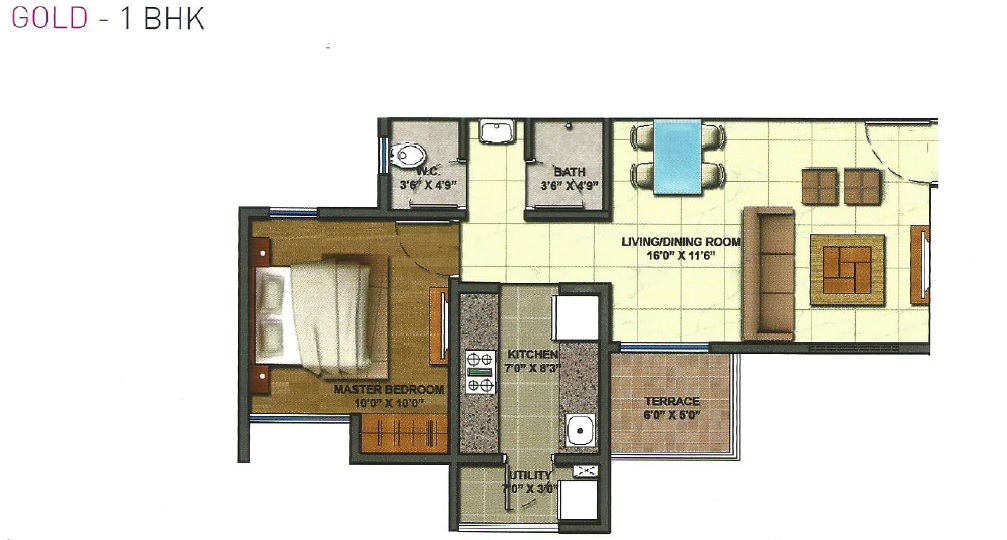 GOLD - 1 BHK
W.C.
3'6" X 4'9"
BATH
3'6" X 4'9"
LIVING/DINING ROOM
16'0" X 11'6"
KITCHEN
7'0" X 8'3"
MASTER BEDROOM
10'0" X 10'0"
TERRACE
6'0" X 5'0"
UTILITY
7'0" X 3'0"